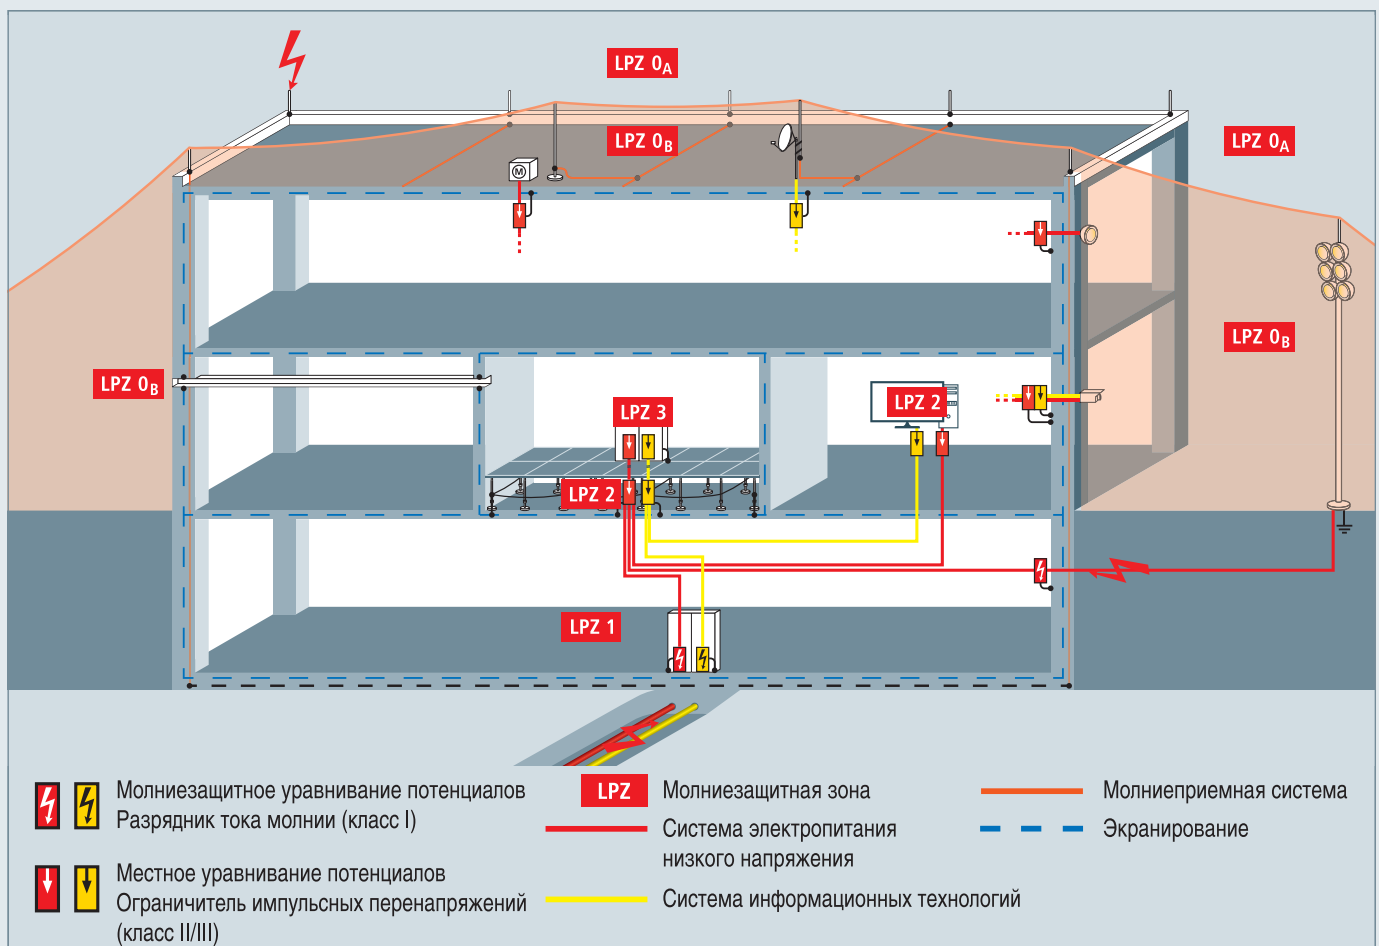 LPZ 0A
LPZ 0B
LPZ 0A
M
LPZ 0B
LPZ 0B
LPZ 3
LPZ 2
LPZ 2
LPZ 1
Молниезащитное уравнивание потенциалов
Разрядник тока молнии (класс I)
Местное уравнивание потенциалов
Ограничитель импульсных перенапряжений
(класс II/III)
LPZ
Молниезащитная зона
Система электропитания
низкого напряжения
Система информационных технологий
Молниеприемная система
Экранирование